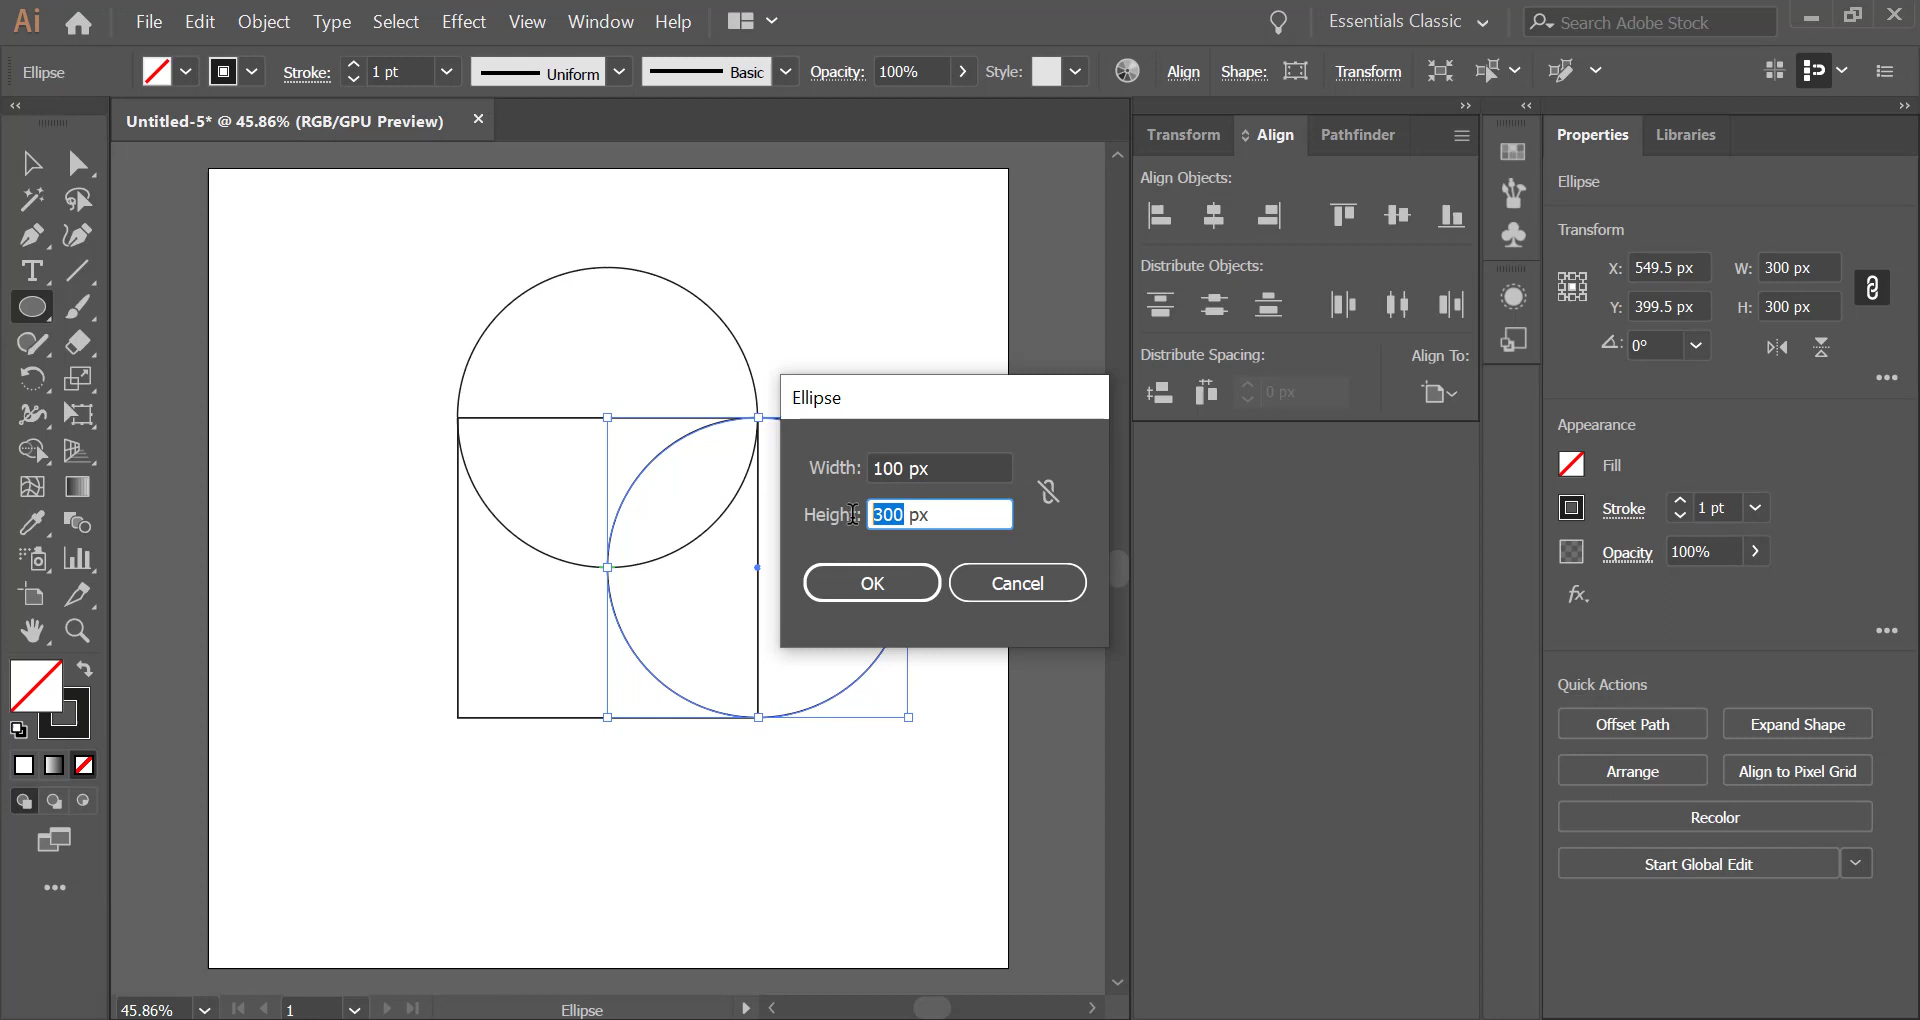 Ai File Edit Object Type Select Effect View Window Help Essentials Classic Search Adobe Stock
Ellipse Stroke: 1 pt Uniform Basic Opacity: 100% Style: Align Shape: Transform
Untitled-5* @ 45.86% (RGB/GPU Preview)
Transform Align Pathfinder
Properties Libraries
Align Objects:
Distribute Objects:
Distribute Spacing: Align To:
0 px
Ellipse
Transform
X: 549.5 px W: 300 px
Y: 399.5 px H: 300 px
0°
Appearance
Fill
Stroke 1 pt
Opacity 100%
fx.
Quick Actions
Offset Path Expand Shape
Arrange Align to Pixel Grid
Recolor
Start Global Edit
Ellipse
Width: 100 px
Height: 300 px
OK Cancel
45.86% 1 Ellipse